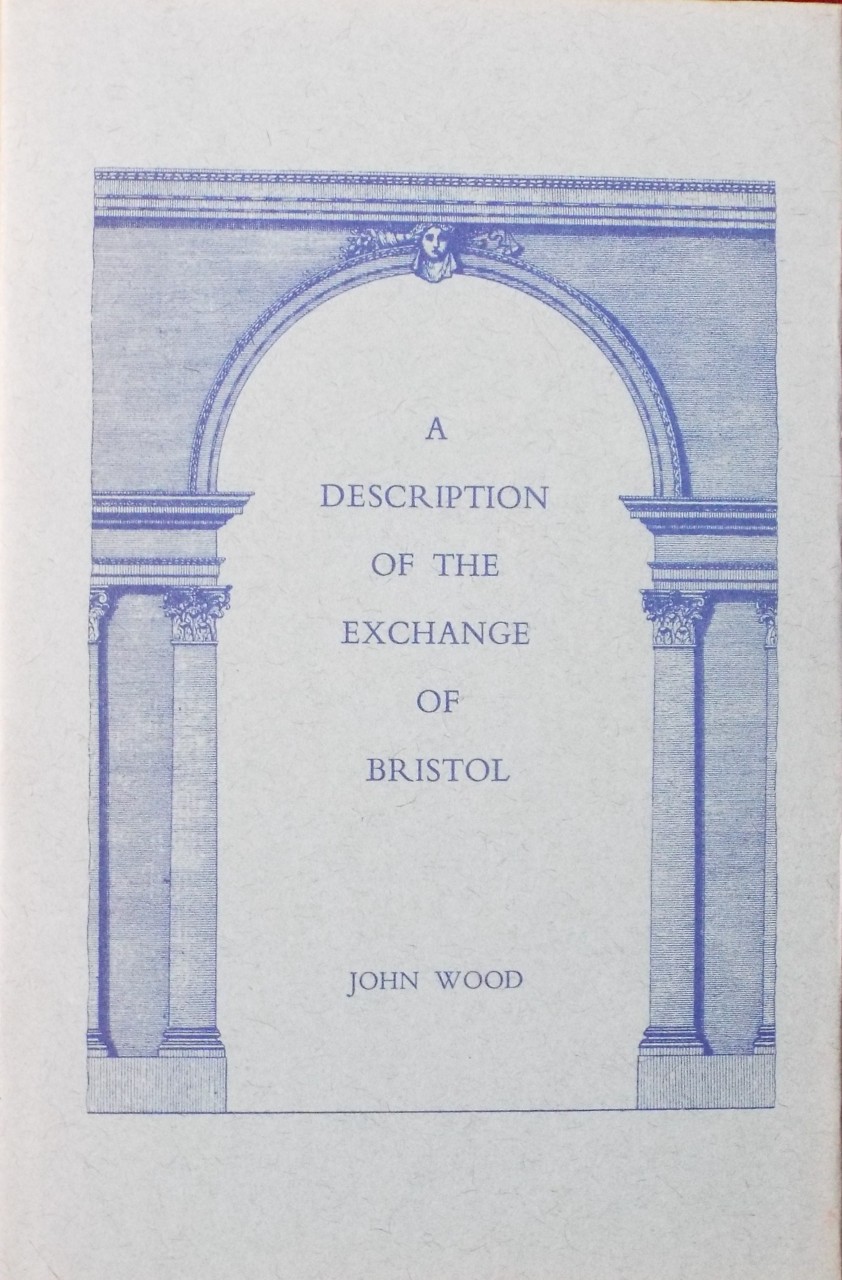 A
DESCRIPTION
OF THE
EXCHANGE
OF
BRISTOL
JOHN WOOD